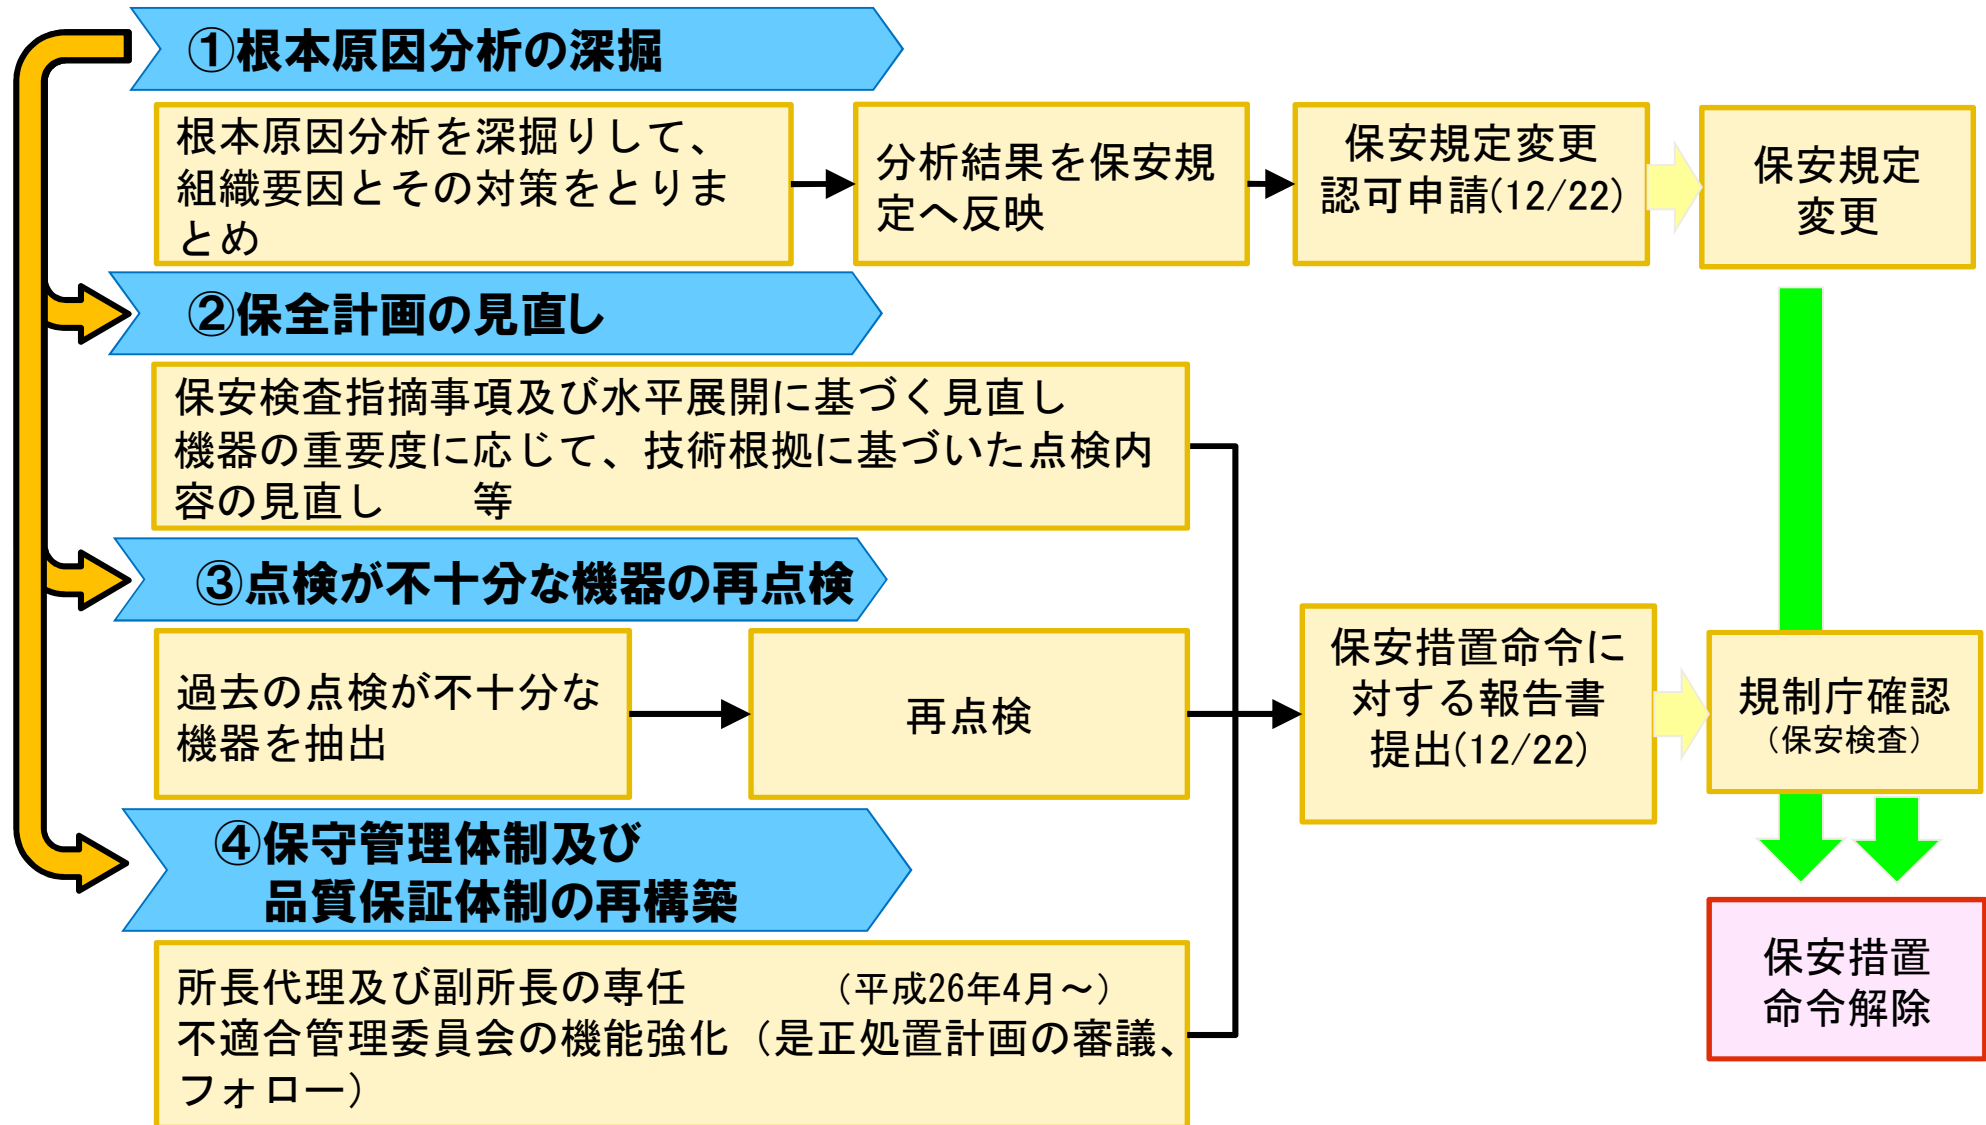 ①根本原因分析の深掘
根本原因分析を深掘りして、
組織要因とその対策をとりま
とめ
分析結果を保安規
定へ反映
保安規定変更
認可申請(12/22)
保安規定
変更
②保全計画の見直し
保安検査指摘事項及び水平展開に基づく見直し
機器の重要度に応じて、技術根拠に基づいた点検内
容の見直し　　等
③点検が不十分な機器の再点検
過去の点検が不十分な
機器を抽出
再点検
保安措置命令に
対する報告書
提出(12/22)
規制庁確認
（保安検査）
④保守管理体制及び
品質保証体制の再構築
所長代理及び副所長の専任　　　（平成26年4月～）
不適合管理委員会の機能強化（是正処置計画の審議、
フォロー）
保安措置
命令解除